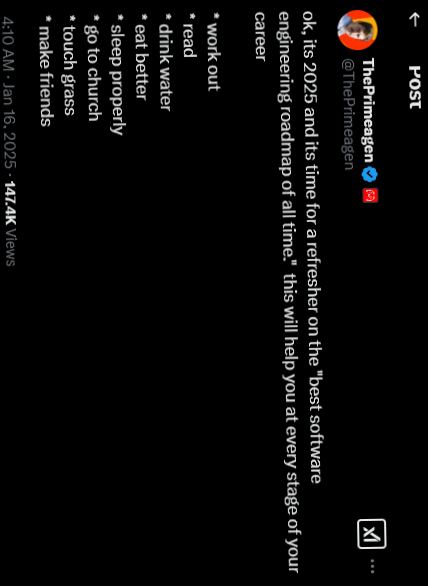 Post
ThePrimeagen
@ThePrimeagen
ok, its 2025 and its time for a refresher on the "best software
engineering roadmap of all time." this will help you at every stage of your
career
* work out
* read
* drink water
* eat better
* sleep properly
* go to church
* touch grass
* make friends
4:10 AM · Jan 16, 2025 · 147.4K Views